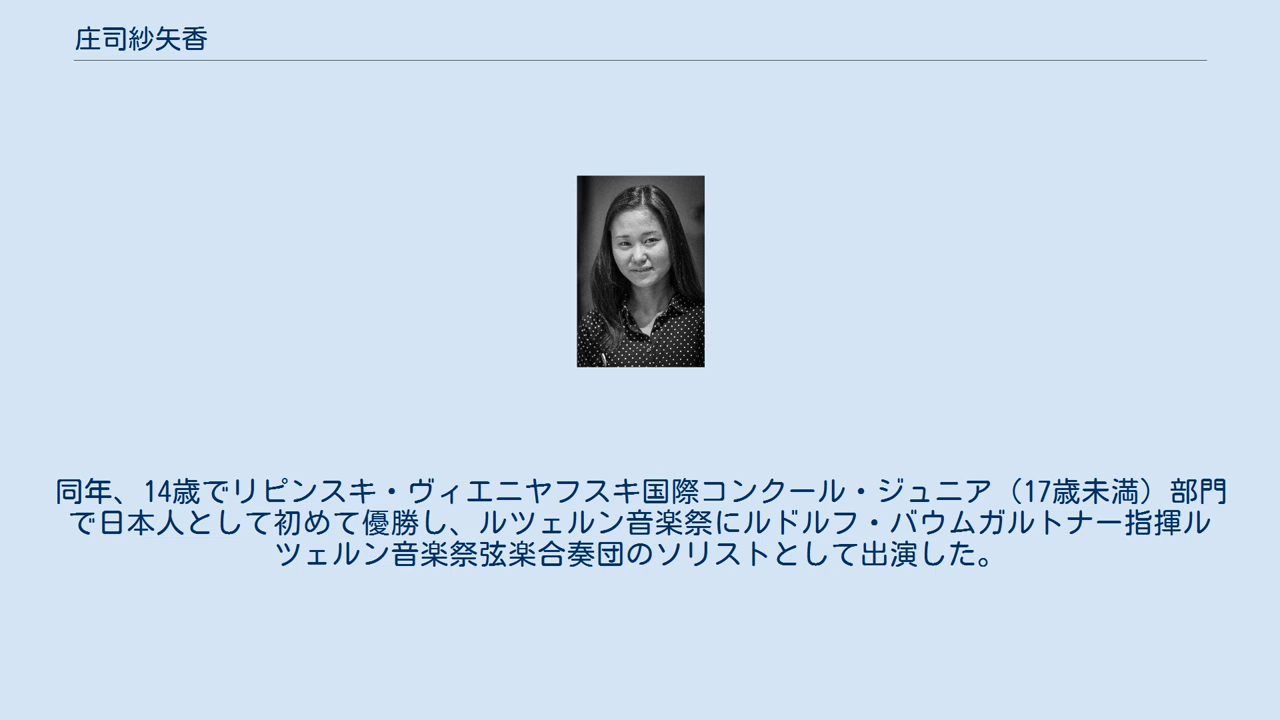 庄司紗矢香
同年、14歳でリピンスキ・ヴィエニヤフスキ国際コンクール・ジュニア（17歳未満）部門
で日本人として初めて優勝し、ルツェルン音楽祭にルドルフ・バウムガルトナー指揮ル
ツェルン音楽祭弦楽合奏団のソリストとして出演した。